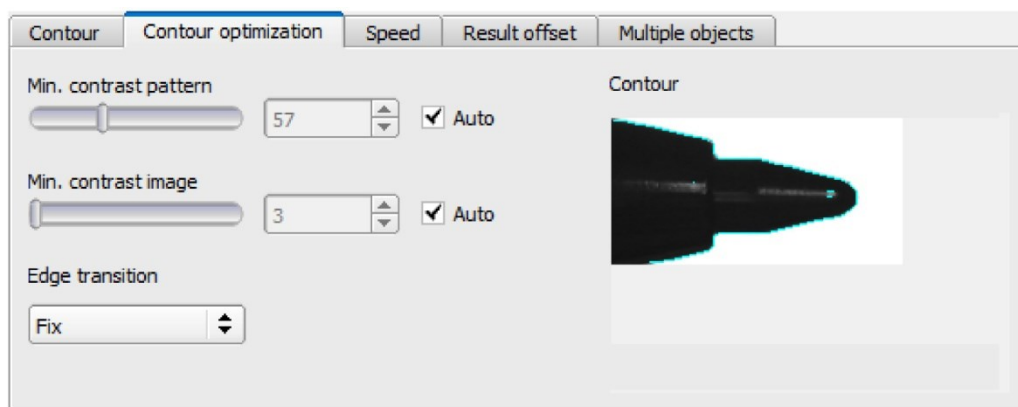 Contour Contour optimization Speed Result offset Multiple objects
Min. contrast pattern
57 Auto
Contour
Min. contrast image
3 Auto
Edge transition
Fix